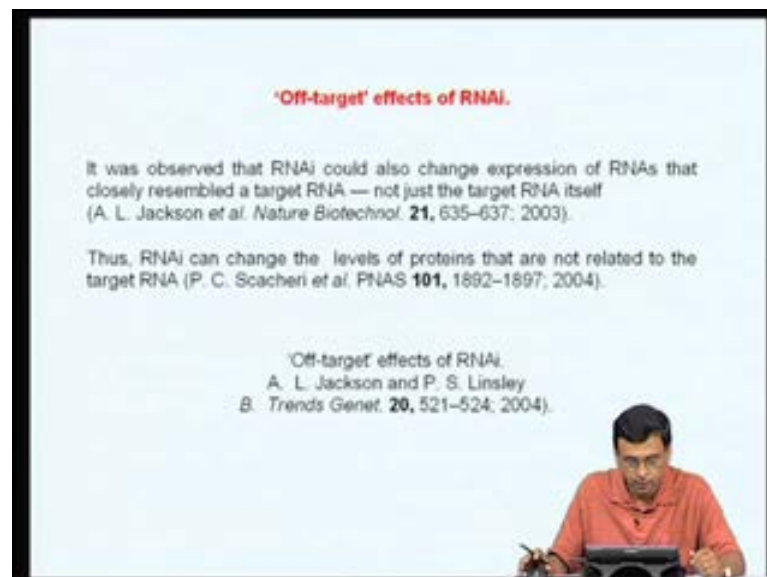 'Off-target' effects of RNAi.
It was observed that RNAi could also change expression of RNAs that
closely resembled a target RNA — not just the target RNA itself
(A. L. Jackson et al. Nature Biotechnol. 21, 635–637; 2003).
Thus, RNAi can change the levels of proteins that are not related to the
target RNA (P. C. Scacheri et al. PNAS 101, 1892–1897; 2004).
'Off-target' effects of RNAi.
A. L. Jackson and P. S. Linsley
B. Trends Genet. 20, 521–524; 2004).